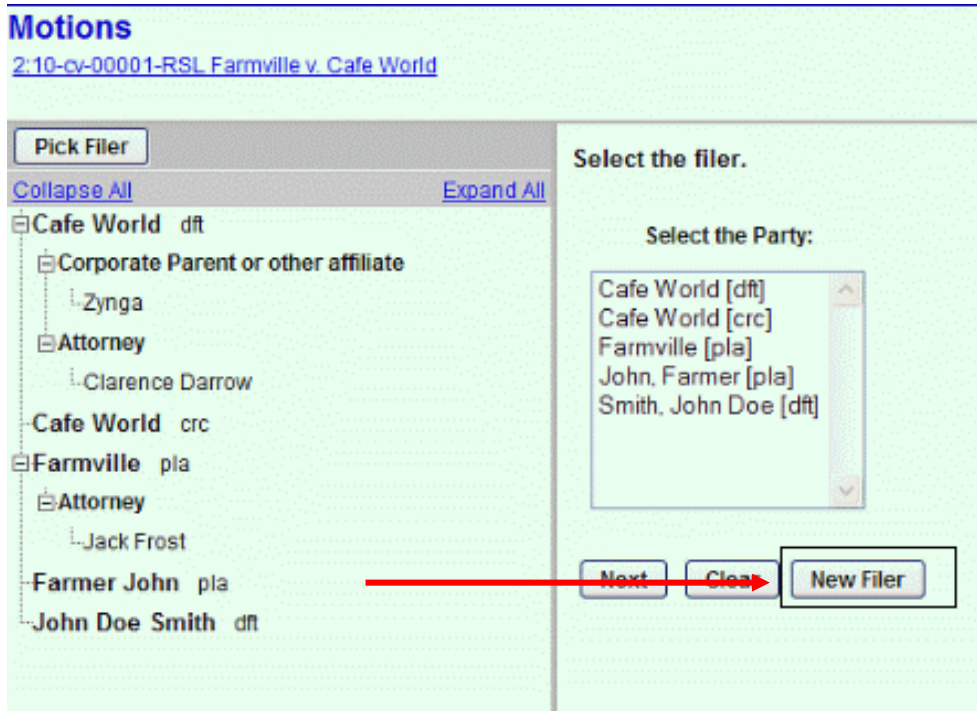 Motions
2:10-cv-00001-RSL Farmville v. Cafe World
Pick Filer
Collapse All Expand All
Cafe World dft
Corporate Parent or other affiliate
Zynga
Attorney
Clarence Darrow
Cafe World crc
Farmville pla
Attorney
Jack Frost
Farmer John pla
John Doe Smith dft
Select the filer.
Select the Party:
Cafe World [dft]
Cafe World [crc]
Farmville [pla]
John, Farmer [pla]
Smith, John Doe [dft]
Next Clear New Filer